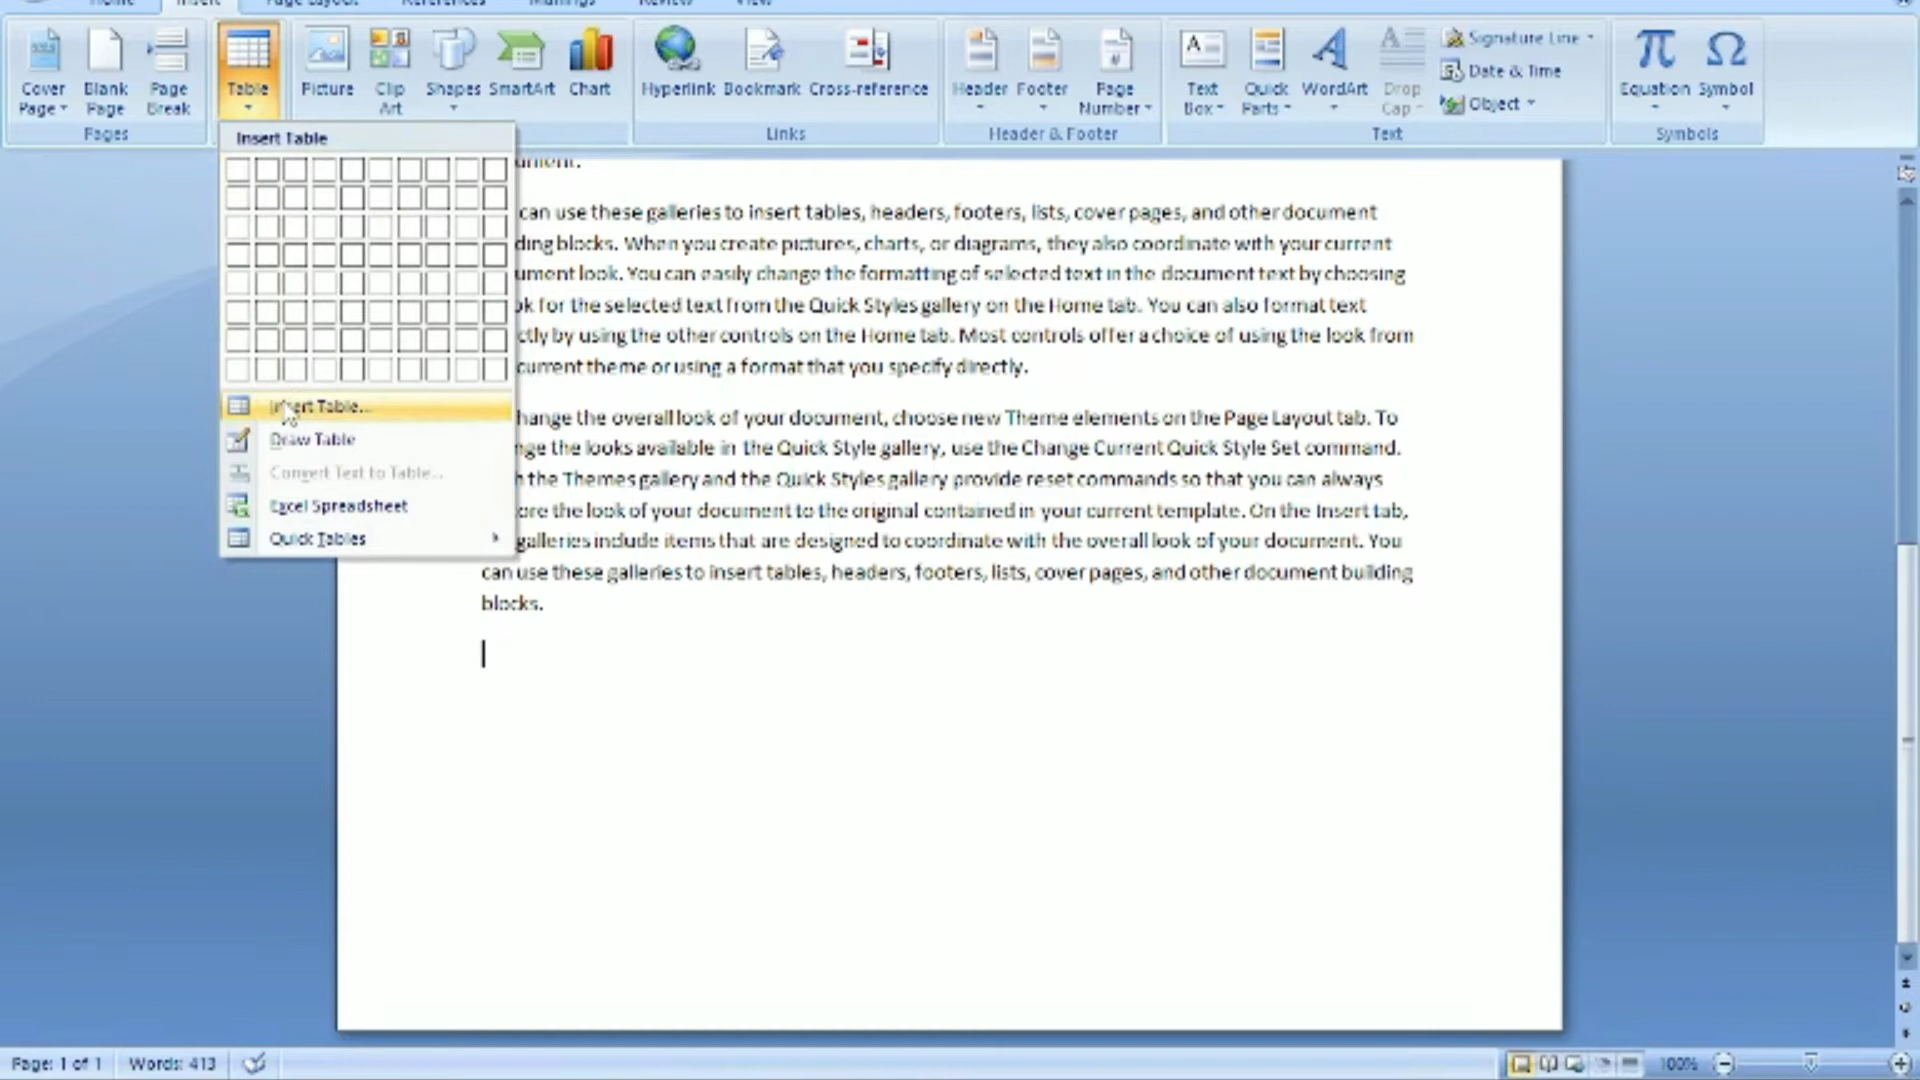 Home Insert Page Layout References Mailings Review View
Cover Page
Blank Page
Page Break
Table
Picture
Clip Art
Shapes
SmartArt
Chart
Hyperlink
Bookmark
Cross-reference
Header
Footer
Page Number
Text Box
Quick Parts
WordArt
Drop Cap
Signature Line
Date & Time
Object
Equation
Symbol
Pages
Links
Header & Footer
Text
Symbols
Insert Table
Insert Table...
Draw Table
Convert Text to Table...
Excel Spreadsheet
Quick Tables
can use these galleries to insert tables, headers, footers, lists, cover pages, and other document
ding blocks. When you create pictures, charts, or diagrams, they also coordinate with your current
ument look. You can easily change the formatting of selected text in the document text by choosing
ok for the selected text from the Quick Styles gallery on the Home tab. You can also format text
ctly by using the other controls on the Home tab. Most controls offer a choice of using the look from
current theme or using a format that you specify directly.
hange the overall look of your document, choose new Theme elements on the Page Layout tab. To
nge the looks available in the Quick Style gallery, use the Change Current Quick Style Set command.
h the Themes gallery and the Quick Styles gallery provide reset commands so that you can always
ore the look of your document to the original contained in your current template. On the Insert tab,
galleries include items that are designed to coordinate with the overall look of your document. You
can use these galleries to insert tables, headers, footers, lists, cover pages, and other document building
blocks.
Page: 1 of 1 Words: 413 100%